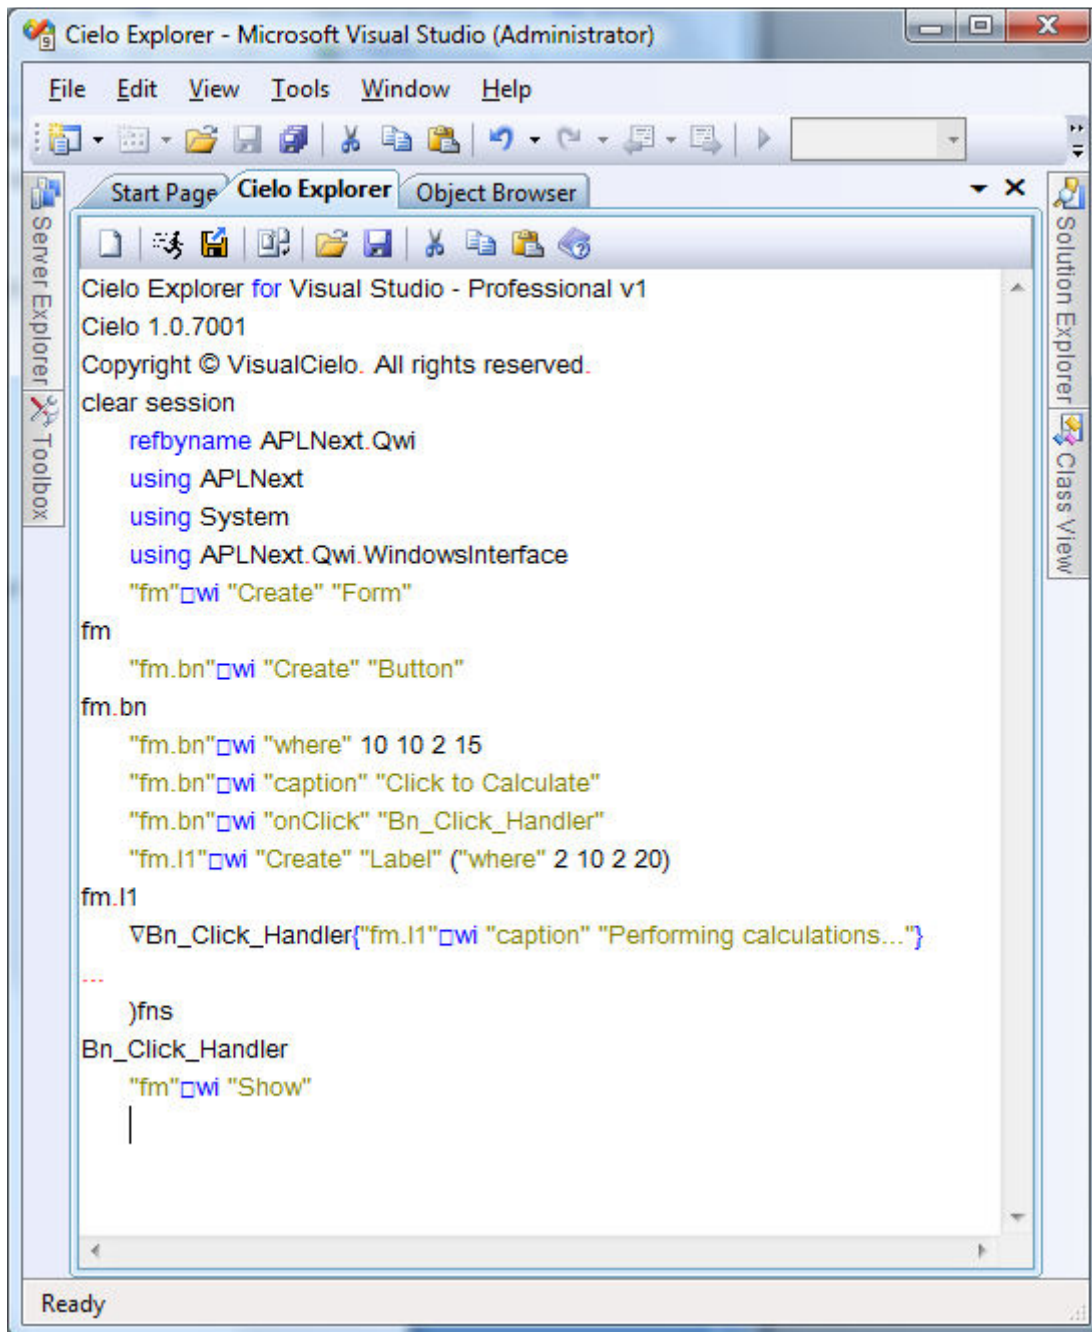 Cielo Explorer - Microsoft Visual Studio (Administrator)
File Edit View Tools Window Help
Start Page Cielo Explorer Object Browser
Server Explorer
Toolbox
Solution Explorer
Class View
Cielo Explorer for Visual Studio - Professional v1
Cielo 1.0.7001
Copyright © VisualCielo. All rights reserved.
clear session
refbyname APLNext.Qwi
using APLNext
using System
using APLNext.Qwi.WindowsInterface
"fm"□wi "Create" "Form"
fm
"fm.bn"□wi "Create" "Button"
fm.bn
"fm.bn"□wi "where" 10 10 2 15
"fm.bn"□wi "caption" "Click to Calculate"
"fm.bn"□wi "onClick" "Bn_Click_Handler"
"fm.l1"□wi "Create" "Label" ("where" 2 10 2 20)
fm.l1
∇Bn_Click_Handler{"fm.l1"□wi "caption" "Performing calculations..."}
...
)fns
Bn_Click_Handler
"fm"□wi "Show"
Ready